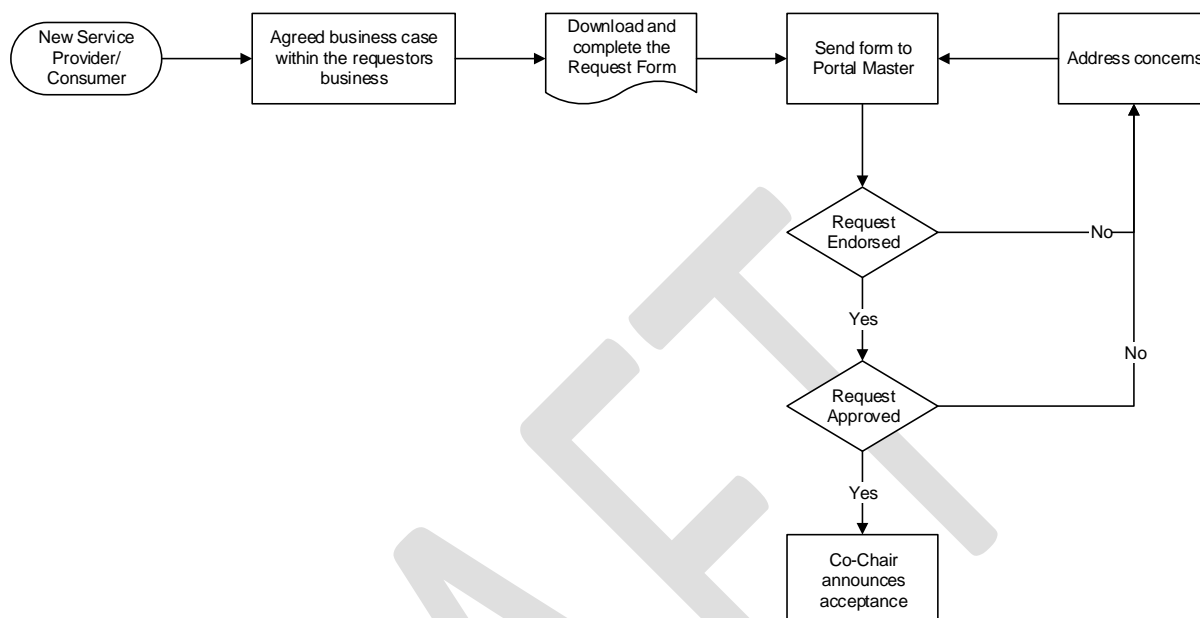 New Service
Provider/
Consumer
Agreed business case
within the requestors
business
Download and
complete the
Request Form
Send form to
Portal Master
Address concerns
Request
Endorsed
No
Yes
No
Request
Approved
Yes
Co-Chair
announces
acceptance